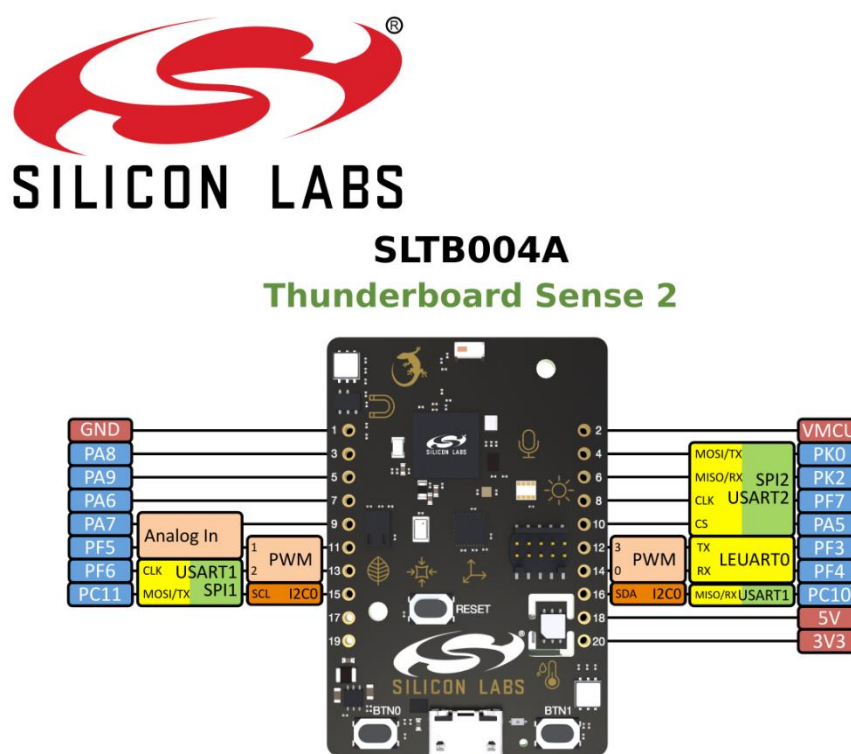 ®
SILICON LABS
SLTB004A
Thunderboard Sense 2
GND 1 2 VMCU
PA8 3 4 MOSI/TX PK0
PA9 5 6 MISO/RX SPI2 PK2
PA6 7 8 CLK USART2 PF7
PA7 Analog In 9 10 CS PA5
PF5 1 PWM 11 12 3 PWM TX LEUART0 PF3
PF6 CLK USART1 2 13 14 0 RX PF4
PC11 MOSI/TX SPI1 SCL I2C0 15 16 SDA I2C0 MISO/RX USART1 PC10
17 18 5V
19 20 3V3
SILICON LABS
RESET
®
SILICON LABS
BTN0 BTN1